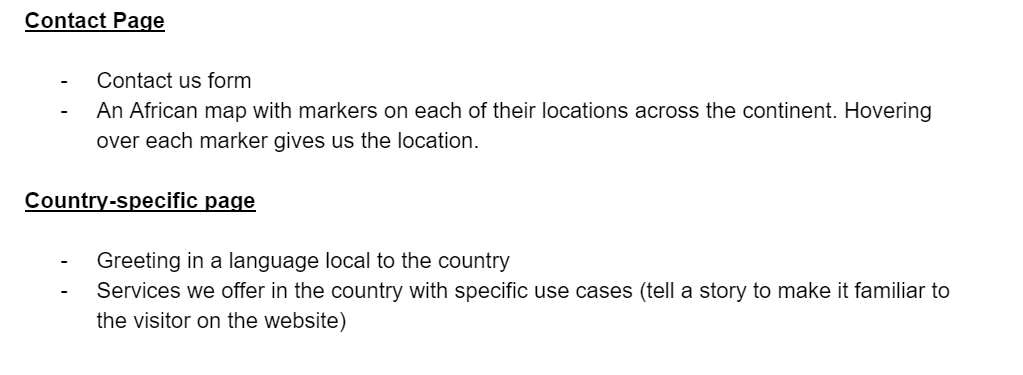 Contact Page
- Contact us form
- An African map with markers on each of their locations across the continent. Hovering
over each marker gives us the location.
Country-specific page
- Greeting in a language local to the country
- Services we offer in the country with specific use cases (tell a story to make it familiar to
the visitor on the website)